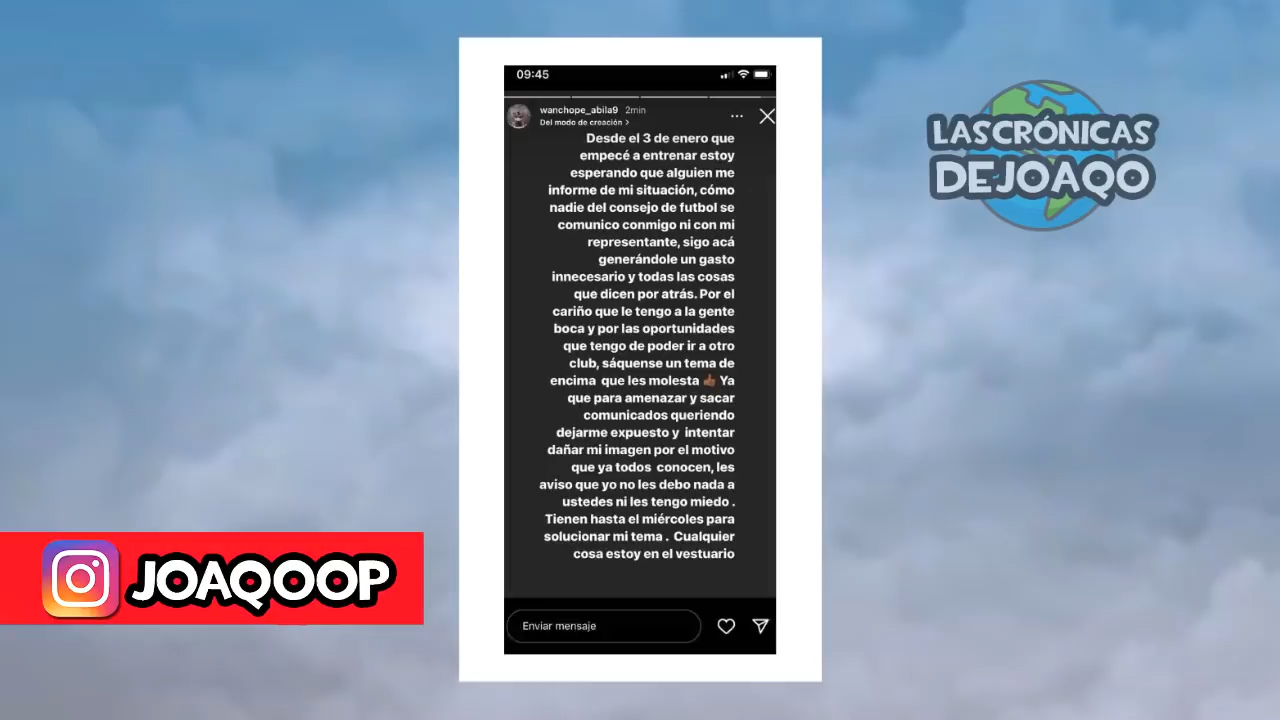 09:45
wanchope_abila9 2min
Del modo de creación >
Desde el 3 de enero que
empecé a entrenar estoy
esperando que alguien me
informe de mi situación, cómo
nadie del consejo de futbol se
comunico conmigo ni con mi
representante, sigo acá
generándole un gasto
innecesario y todas las cosas
que dicen por atrás. Por el
cariño que le tengo a la gente
boca y por las oportunidades
que tengo de poder ir a otro
club, sáquense un tema de
encima que les molesta 👍🏾 Ya
que para amenazar y sacar
comunicados queriendo
dejarme expuesto y intentar
dañar mi imagen por el motivo
que ya todos conocen, les
aviso que yo no les debo nada a
ustedes ni les tengo miedo .
Tienen hasta el miércoles para
solucionar mi tema . Cualquier
cosa estoy en el vestuario
Enviar mensaje
LAS CRÓNICAS
DE JOAQO
JOAQOOP